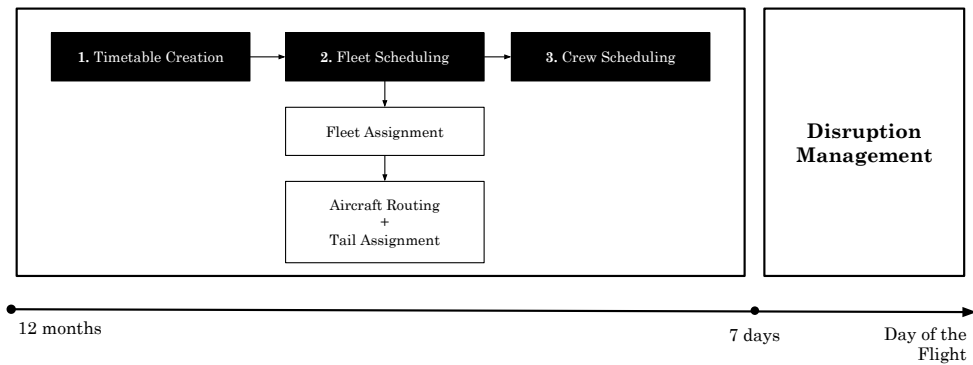 1. Timetable Creation
2. Fleet Scheduling
3. Crew Scheduling
Fleet Assignment
Aircraft Routing
+
Tail Assignment
Disruption
Management
12 months
7 days
Day of the
Flight